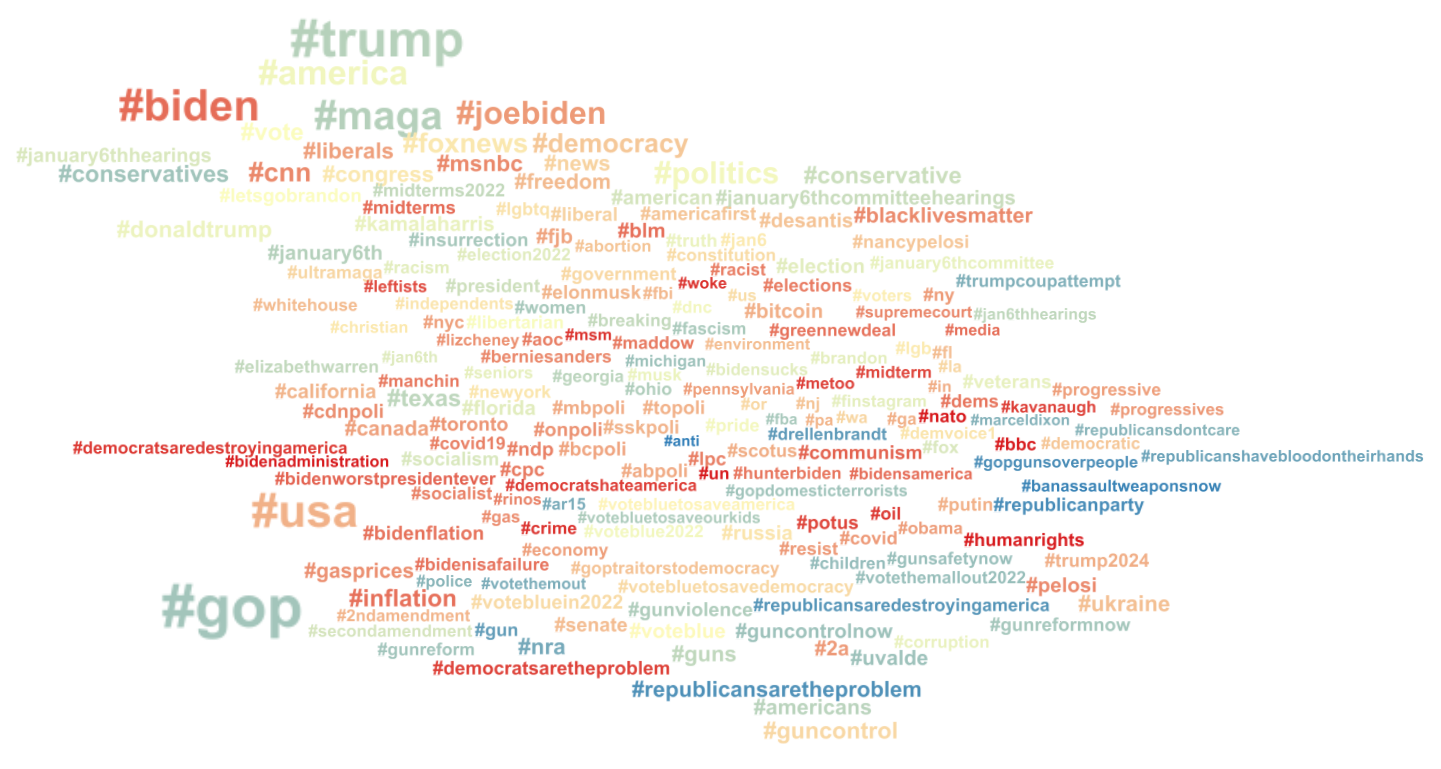 #trump
#america
#biden #maga #joebiden
#vote #foxnews #democracy
#january6thhearings #liberals #msnbc #news
#conservatives #cnn #congress #freedom #politics #conservative
#letsgobrandon #midterms2022 #american #january6thcommitteehearings
#midterms #lgbtq #liberal #americafirst #desantis #blacklivesmatter
#donaldtrump #kamalaharris #fjb #blm
#insurrection #abortion #truth #jan6 #nancypelosi
#january6th #election2022 #constitution
#ultramaga #racism #government #racist #election #january6thcommittee
#leftists #president #elonmusk #fbi #woke #us #elections #voters #ny #trumpcoupattempt
#whitehouse #independents #women #dnc #bitcoin #supremecourt #jan6thhearings
#christian #nyc #libertarian #breaking #fascism #greennewdeal #media
#lizcheney #aoc #msm #maddow #environment #lgb #fl
#elizabethwarren #jan6th #berniesanders #michigan #bidensucks #brandon #la
#manchin #seniors #georgia #musk #metoo #midterm #veterans
#california #texas #newyork #ohio #pennsylvania #in #progressive
#cdnpoli #florida #mbpoli #topoli #or #nj #finstagram #dems #kavanaugh #progressives
#canada #toronto #onpoli #sskpoli #pride #fba #pa #wa #ga #nato #marceldixon #republicansdontcare
#democratsaredestroyingamerica #covid19 #ndp #bcpoli #anti #drellenbrandt #demvoice1 #bbc #democratic
#bidenadministration #socialism #lpc #scotus #communism #fox #gopgunsoverpeople #republicanshavebloodontheirhands
#bidenworstpresidentever #cpc #abpoli #un #hunterbiden #bidensamerica
#socialist #democratshateamerica #gopdomesticterrorists #banassaultweaponsnow
#usa #rinos #ar15 #votebluetosaveamerica #putin #republicanparty
#gas #votebluetosaveourkids #potus #oil
#bidenflation #crime #voteblue2022 #russia #covid #obama #humanrights
#economy #resist
#gasprices #bidenisafailure #goptraitorstodemocracy #children #gunsafetynow #trump2024
#police #votethemout #votebluetosavedemocracy #votethemallout2022 #pelosi
#gop #inflation #votebluein2022 #gunviolence #republicansaredestroyingamerica #ukraine
#2ndamendment
#secondamendment #gun #senate #voteblue #guncontrolnow #gunreformnow
#gunreform #nra #guns #2a #uvalde #corruption
#democratsaretheproblem
#republicansaretheproblem
#americans
#guncontrol